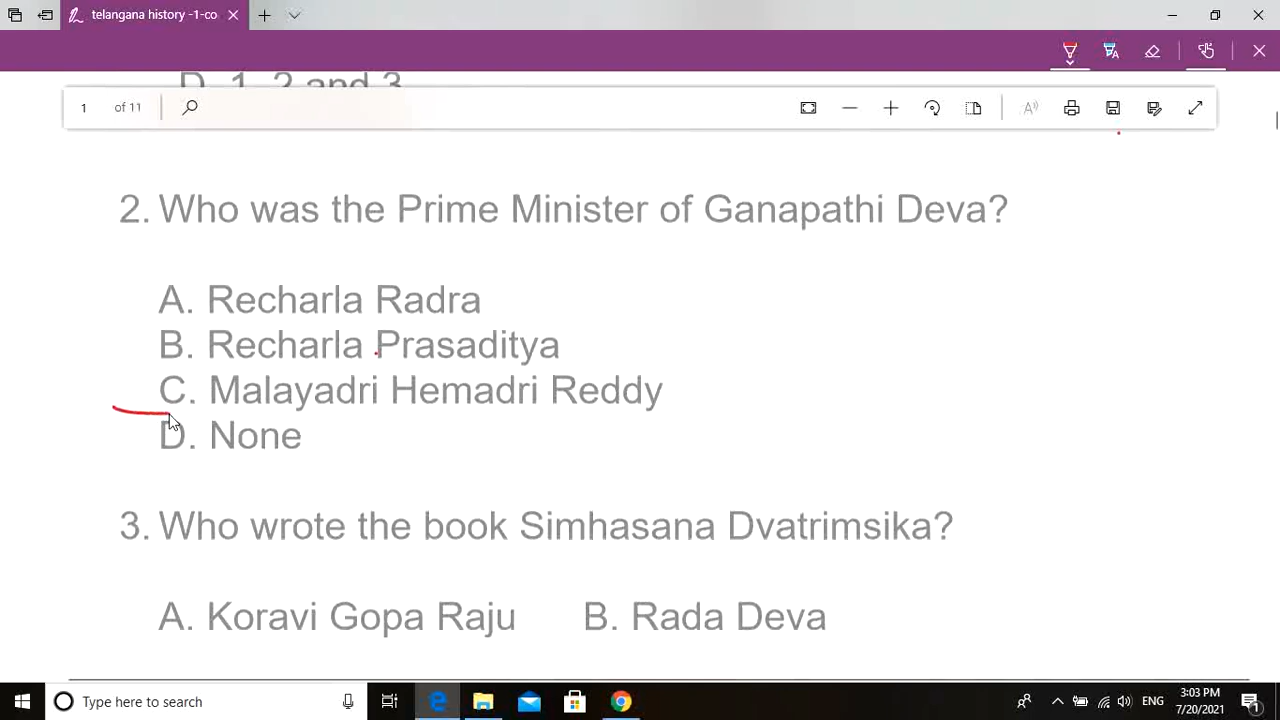 telangana history -1-co
D. 1, 2 and 3
1 of 11
2. Who was the Prime Minister of Ganapathi Deva?
A. Recharla Radra
B. Recharla Prasaditya
C. Malayadri Hemadri Reddy
D. None
3. Who wrote the book Simhasana Dvatrimsika?
A. Koravi Gopa Raju B. Rada Deva
Type here to search
ENG
3:03 PM
7/20/2021
1